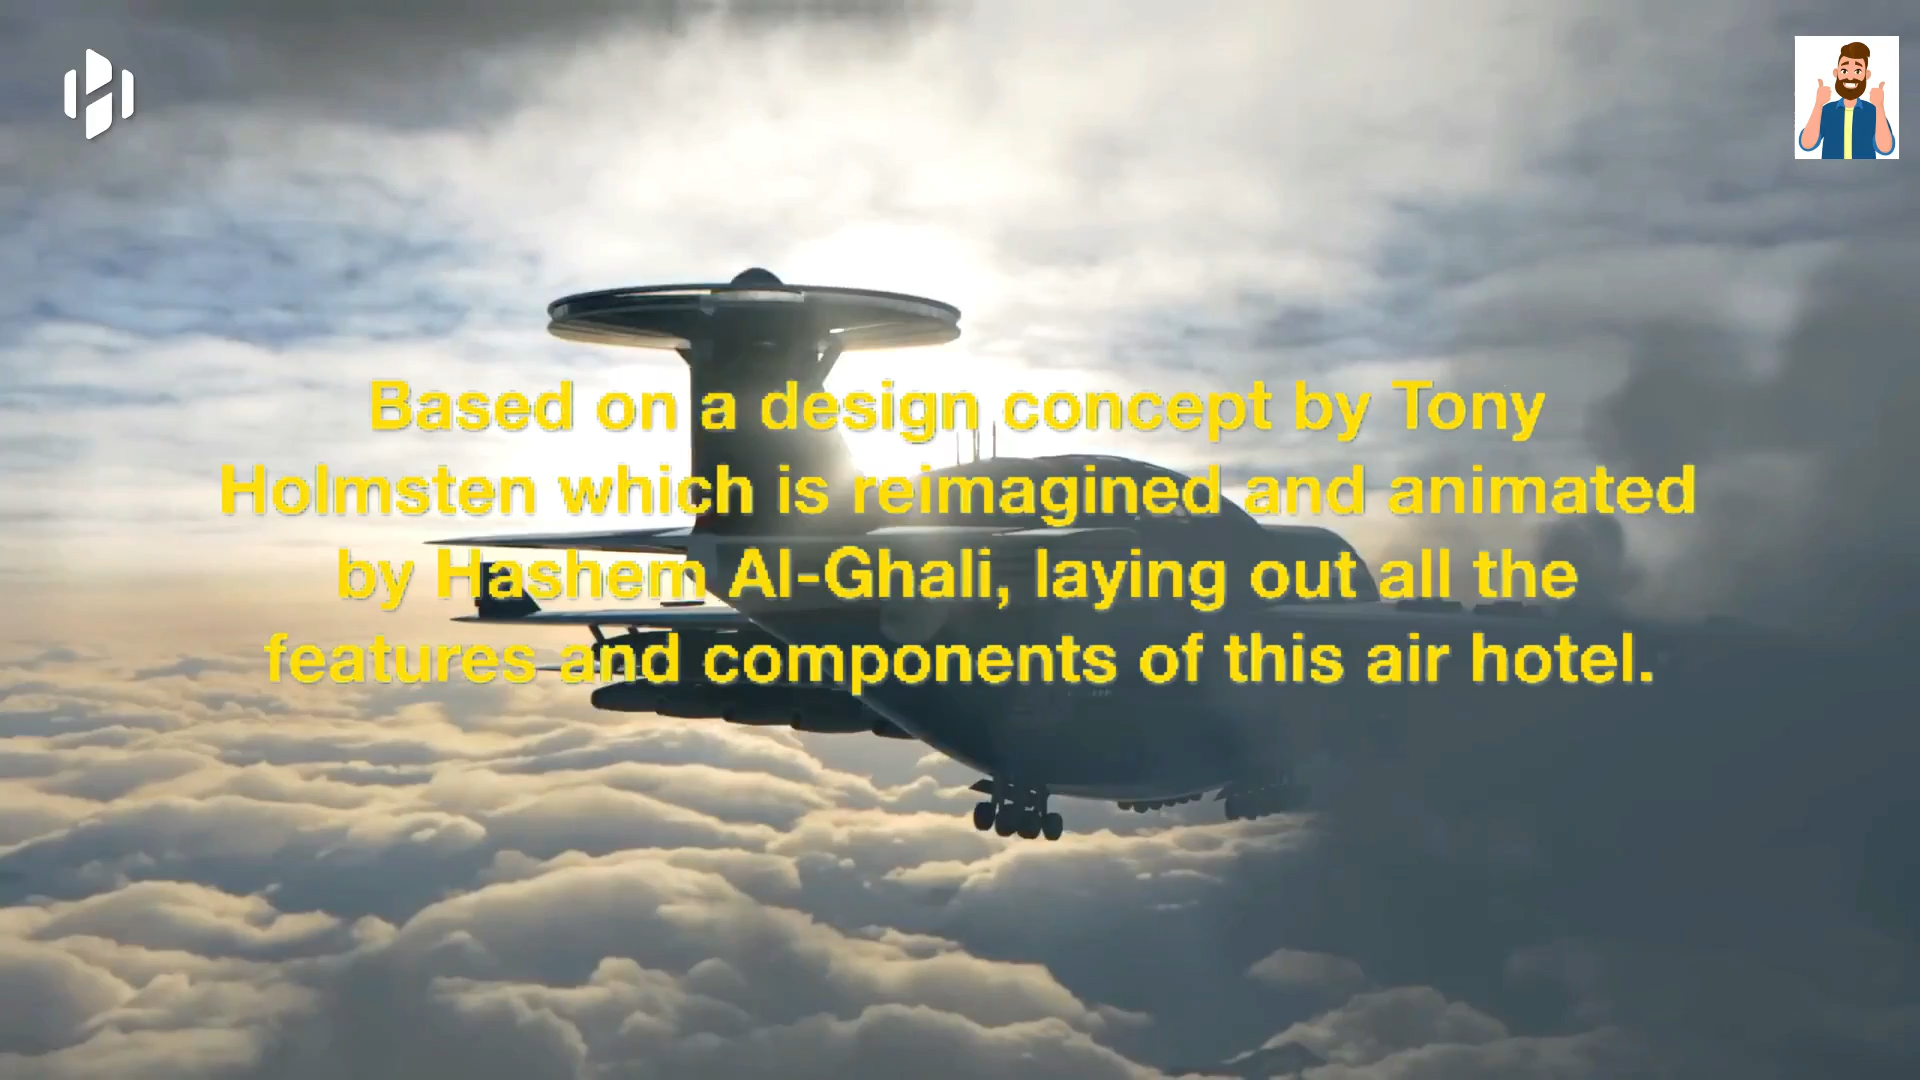 Based on a design concept by Tony
Holmsten which is reimagined and animated
by Hashem Al-Ghali, laying out all the
features and components of this air hotel.